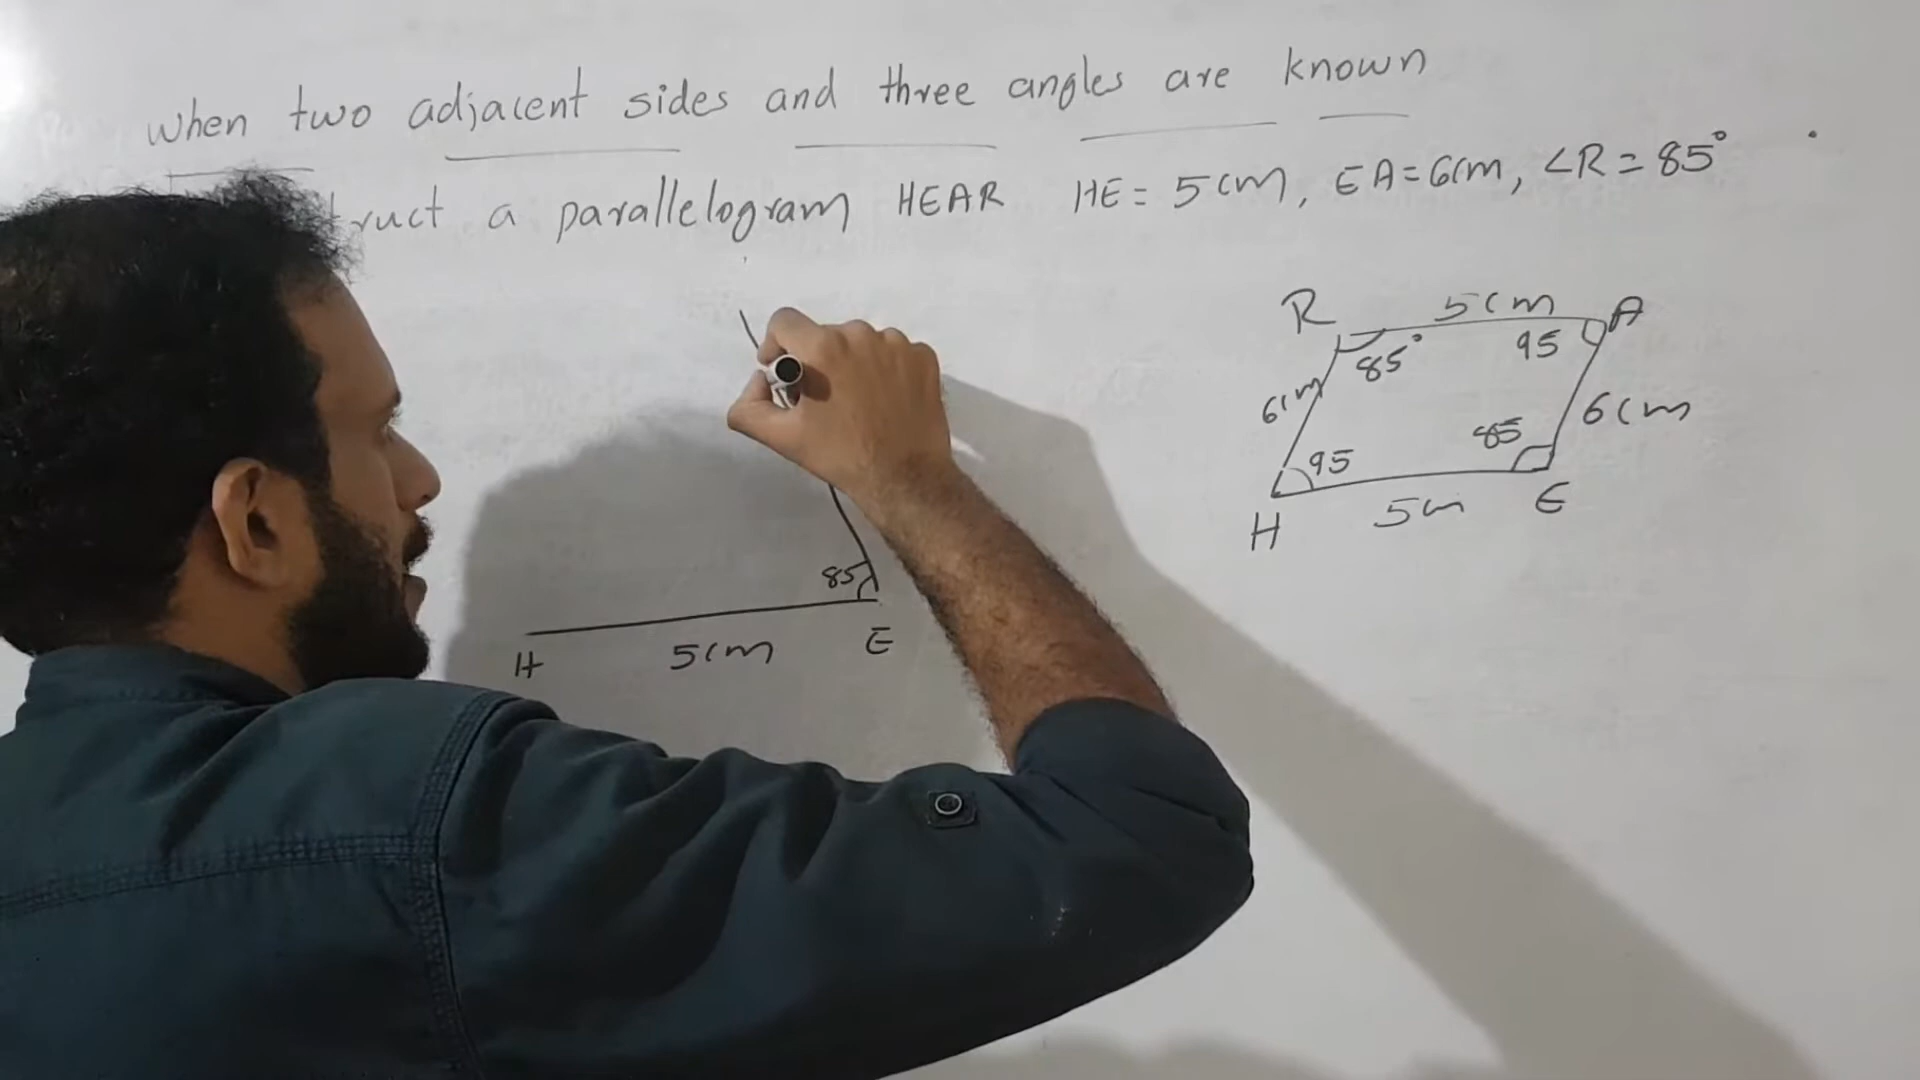 When two adjacent sides and three angles are known
a parallelogram HEAR HE = 5cm, EA = 6cm, ∠R = 85°
R 5cm A
85° 95
6cm 6cm
95 85
H 5cm E
85
H 5cm E